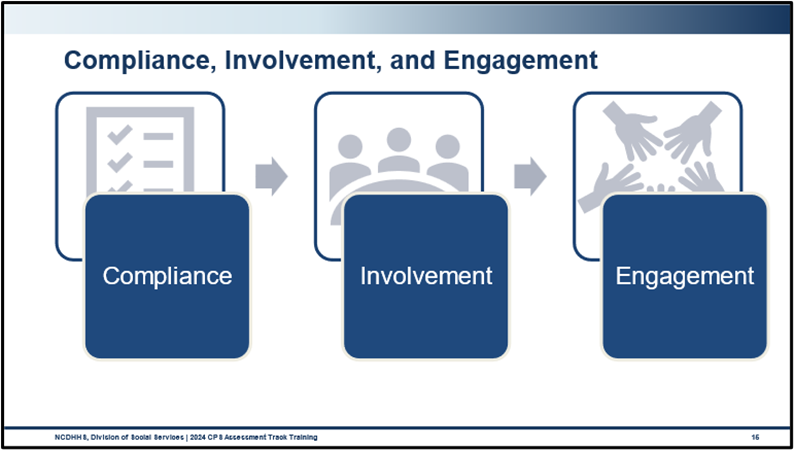 Compliance, Involvement, and Engagement
Compliance
Involvement
Engagement
NCDHHS, Division of Social Services | 2024 CPS Assessment Track Training
16